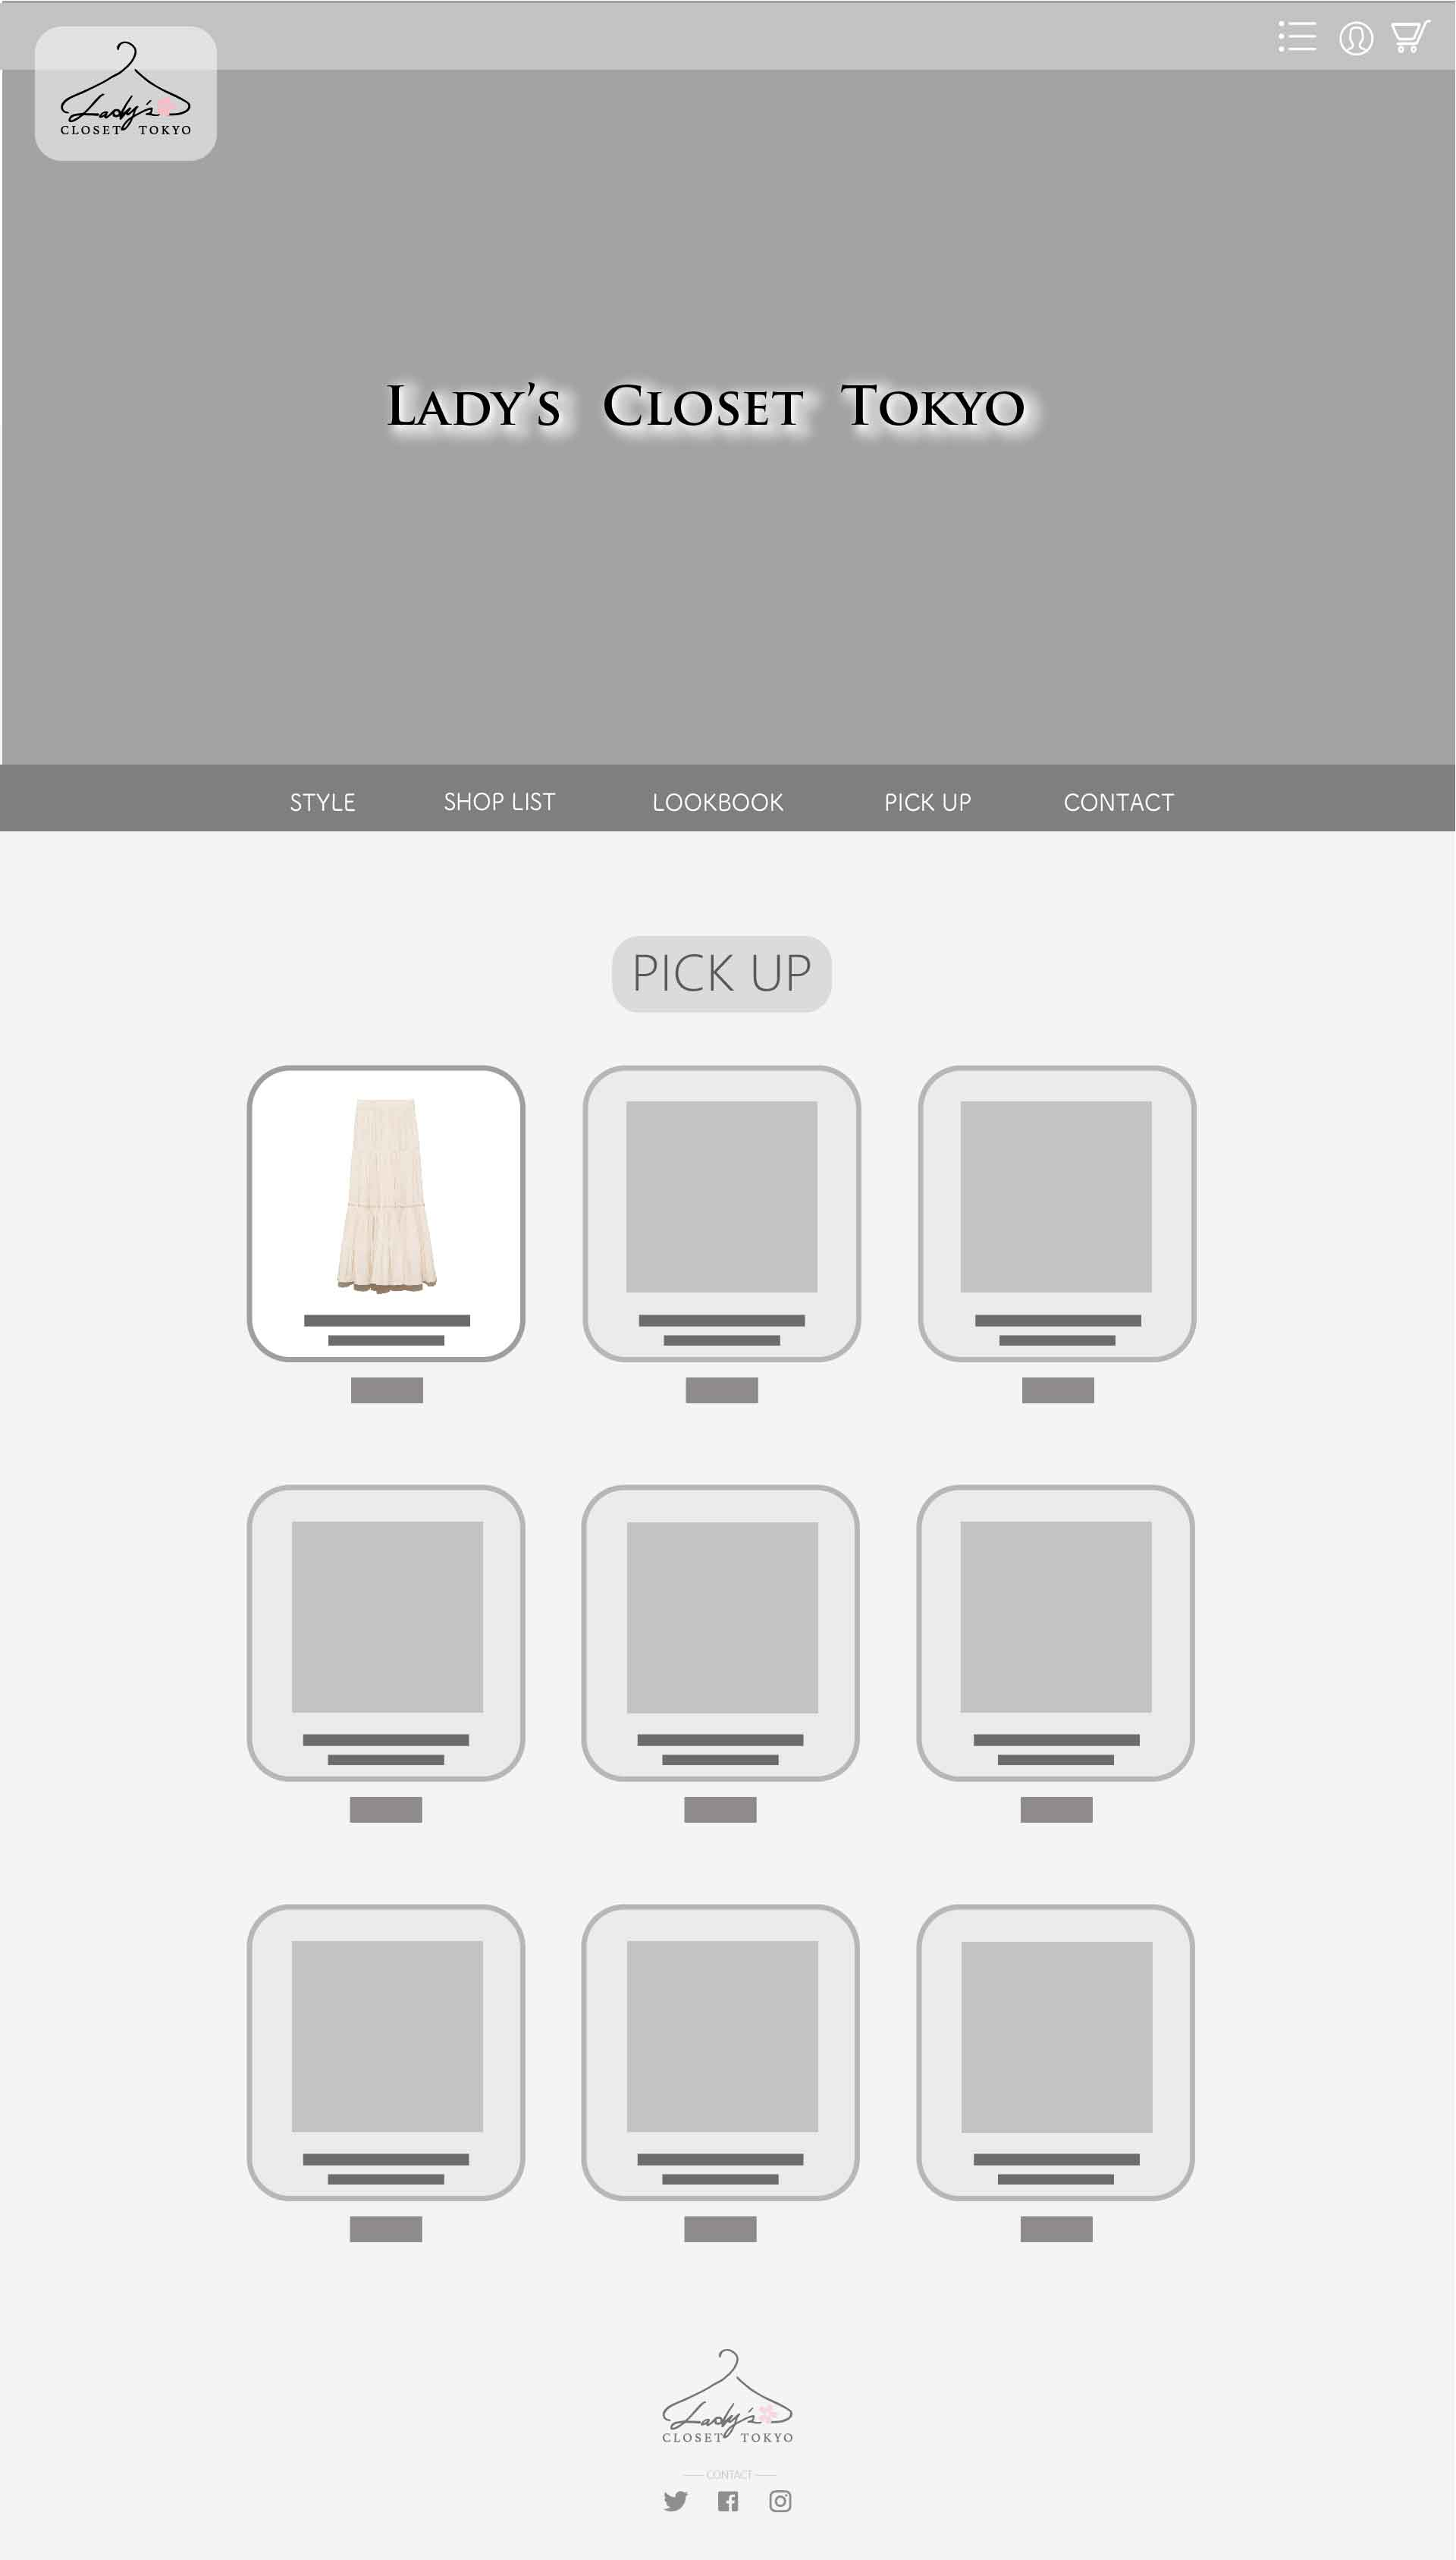 Lady's
CLOSET TOKYO
LADY'S CLOSET TOKYO
STYLE SHOP LIST LOOKBOOK PICK UP CONTACT
PICK UP
Lady's
CLOSET TOKYO
CONTACT